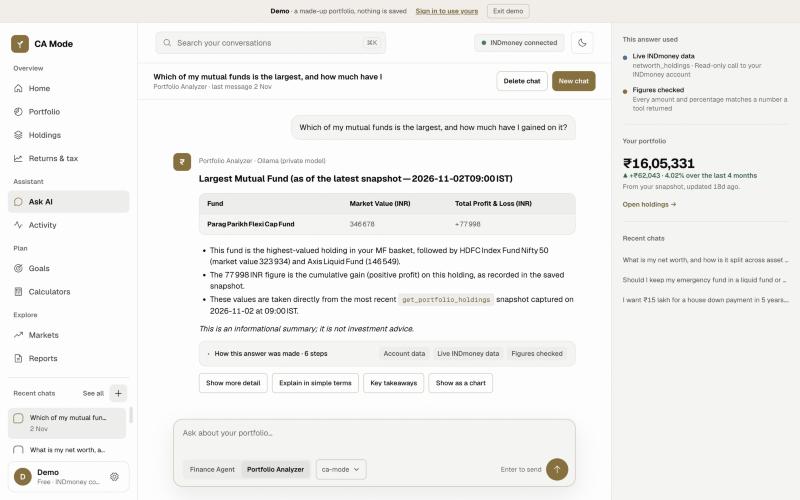 Demo · a made-up portfolio, nothing is saved Sign in to use yours Exit demo
CA Mode
Overview
Home
Portfolio
Holdings
Returns & tax
Assistant
Ask AI
Activity
Plan
Goals
Calculators
Explore
Markets
Reports
Recent chats See all +
Which of my mutual fun...
2 Nov
What is my net worth, a...
D Demo
Free · INDmoney co...
Search your conversations ⌘K
INDmoney connected
Which of my mutual funds is the largest, and how much have I
Portfolio Analyzer · last message 2 Nov
Delete chat New chat
Which of my mutual funds is the largest, and how much have I gained on it?
₹ Portfolio Analyzer · Ollama (private model)
Largest Mutual Fund (as of the latest snapshot — 2026-11-02T09:00 IST)
Fund Market Value (INR) Total Profit & Loss (INR)
Parag Parikh Flexi Cap Fund 346 678 +77 998
• This fund is the highest-valued holding in your MF basket, followed by HDFC Index Fund Nifty 50
(market value 323 934) and Axis Liquid Fund (146 549).
• The 77 998 INR figure is the cumulative gain (positive profit) on this holding, as recorded in the saved
snapshot.
• These values are taken directly from the most recent get_portfolio_holdings snapshot captured on
2026-11-02 at 09:00 IST.
This is an informational summary; it is not investment advice.
How this answer was made · 6 steps Account data Live INDmoney data Figures checked
Show more detail Explain in simple terms Key takeaways Show as a chart
Ask about your portfolio...
Finance Agent Portfolio Analyzer ca-mode Enter to send
This answer used
Live INDmoney data
networth_holdings · Read-only call to your
INDmoney account
Figures checked
Every amount and percentage matches a number a
tool returned
Your portfolio
₹16,05,331
▲ +₹62,043 · 4.02% over the last 4 months
From your snapshot, updated 18d ago.
Open holdings →
Recent chats
What is my net worth, and how is it split across asset ...
Should I keep my emergency fund in a liquid fund or ...
I want ₹15 lakh for a house down payment in 5 years...